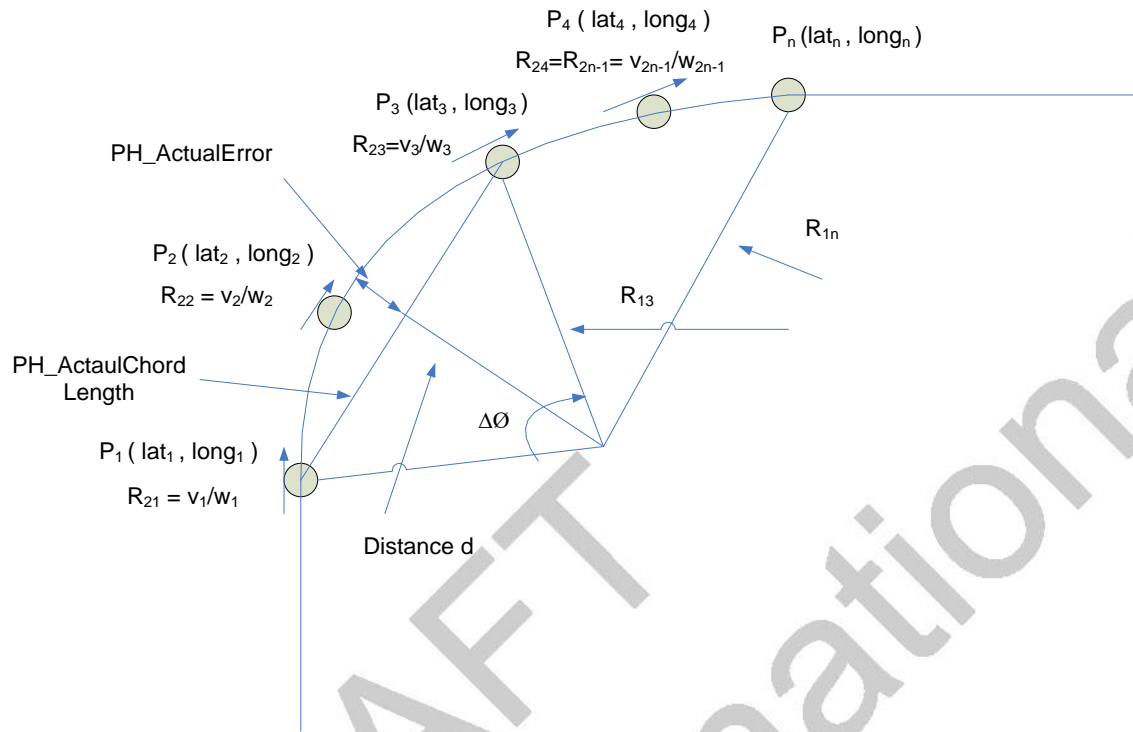 P4 ( lat4 , long4 )
Pn (latn , longn )
R24=R2n-1= v2n-1/w2n-1
P3 (lat3 , long3 )
R23=v3/w3
PH_ActualError
R1n
P2 ( lat2 , long2 )
R22 = v2/w2
R13
PH_ActaulChord
Length
ΔØ
P1 ( lat1 , long1 )
R21 = v1/w1
Distance d
AFT
nationa